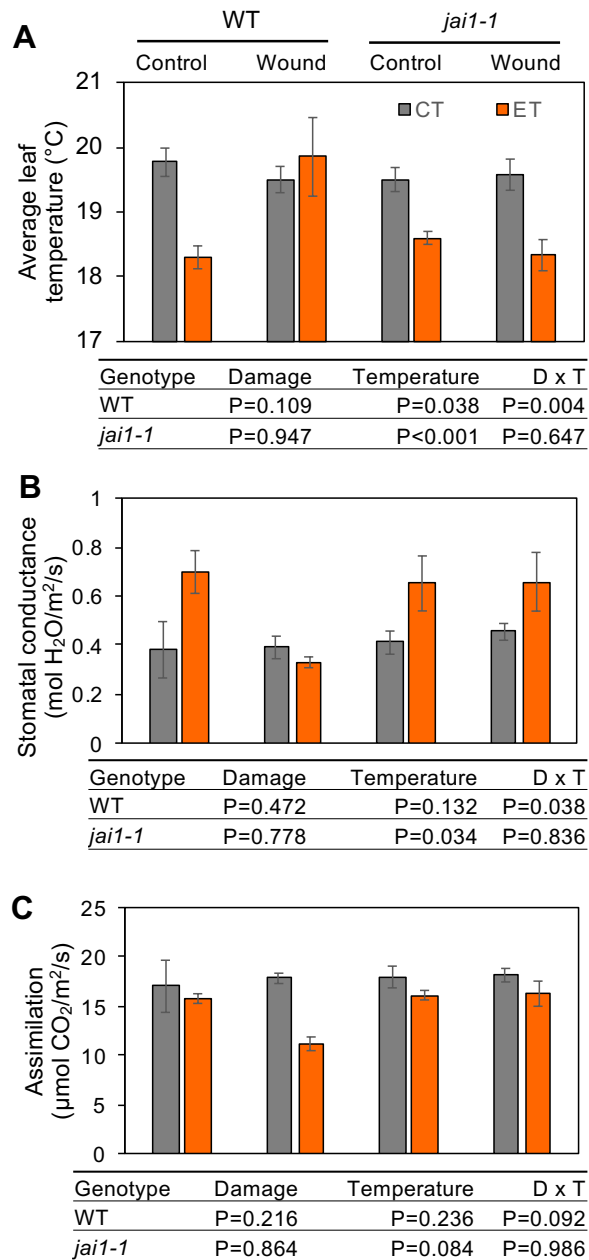 A
WT jai1-1
Control Wound Control Wound
CT ET
Average leaf
temperature (°C)
21
20
19
18
17
Genotype Damage Temperature D x T
WT P=0.109 P=0.038 P=0.004
jai1-1 P=0.947 P<0.001 P=0.647
B
Stomatal conductance
(mol H₂O/m²/s)
1
0.8
0.6
0.4
0.2
0
Genotype Damage Temperature D x T
WT P=0.472 P=0.132 P=0.038
jai1-1 P=0.778 P=0.034 P=0.836
C
Assimilation
(µmol CO₂/m²/s)
25
20
15
10
5
0
Genotype Damage Temperature D x T
WT P=0.216 P=0.236 P=0.092
jai1-1 P=0.864 P=0.084 P=0.986